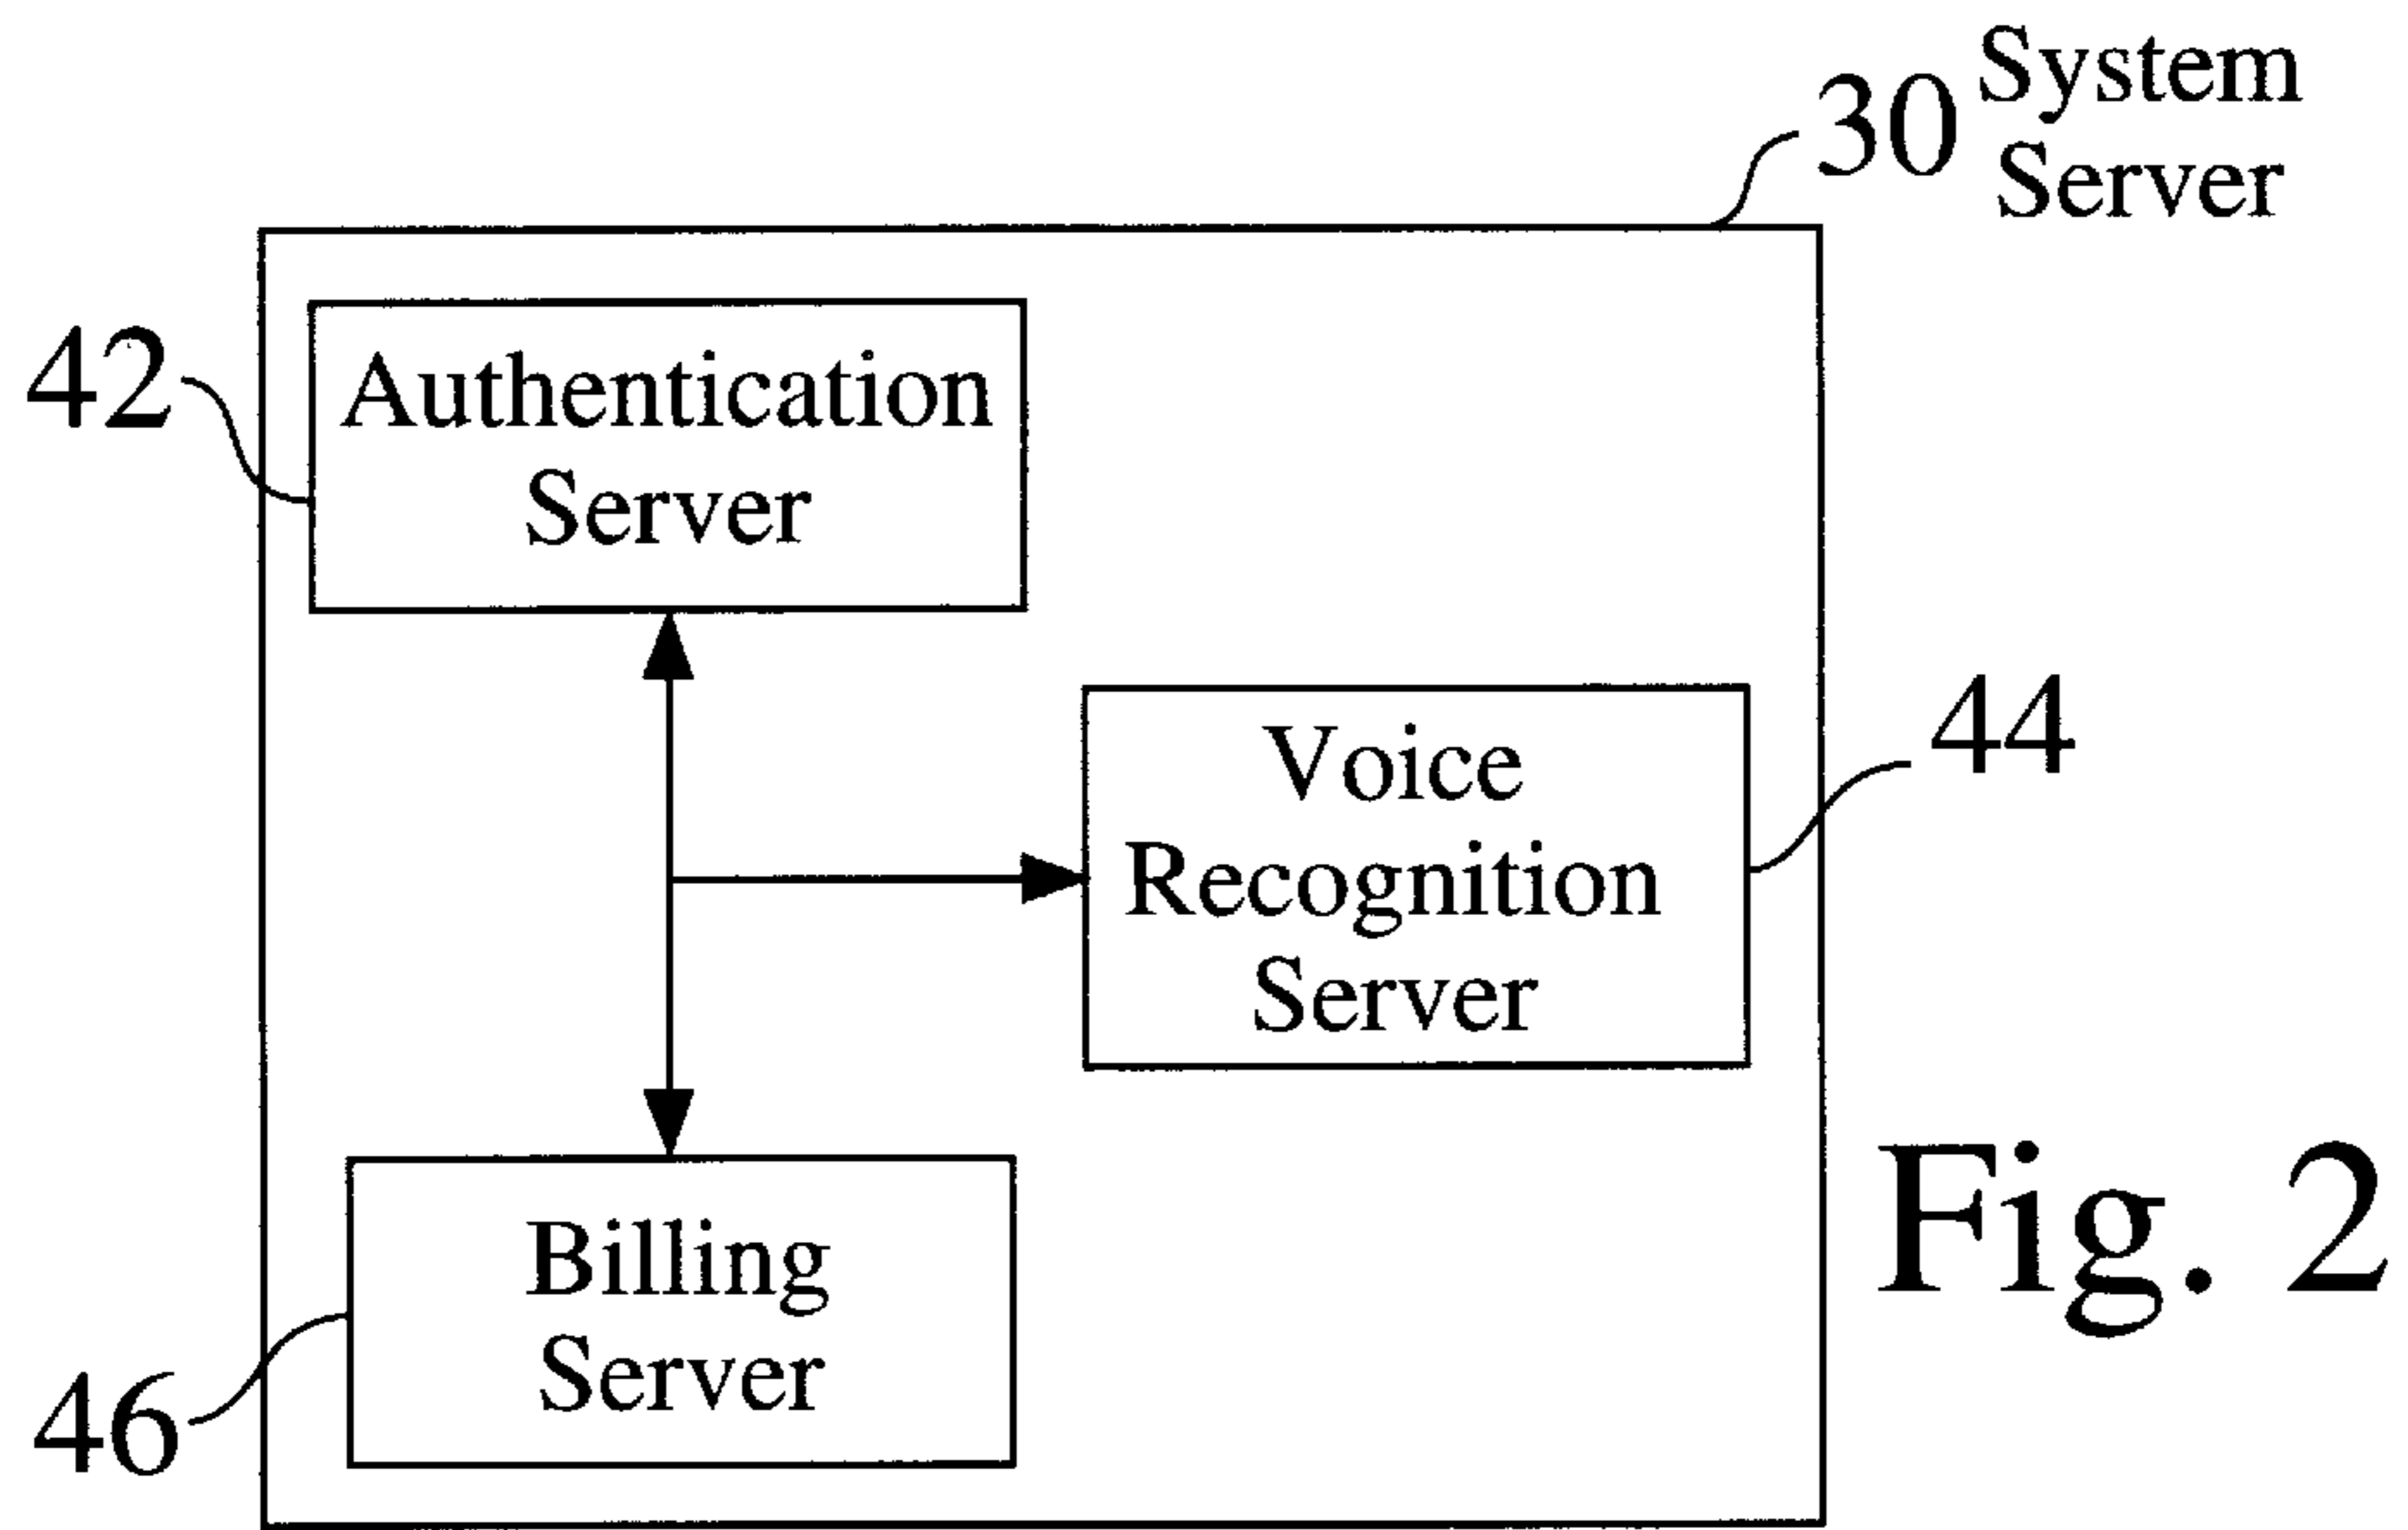 30 System
Server
42
Authentication
Server
44
Voice
Recognition
Server
46
Billing
Server
Fig. 2